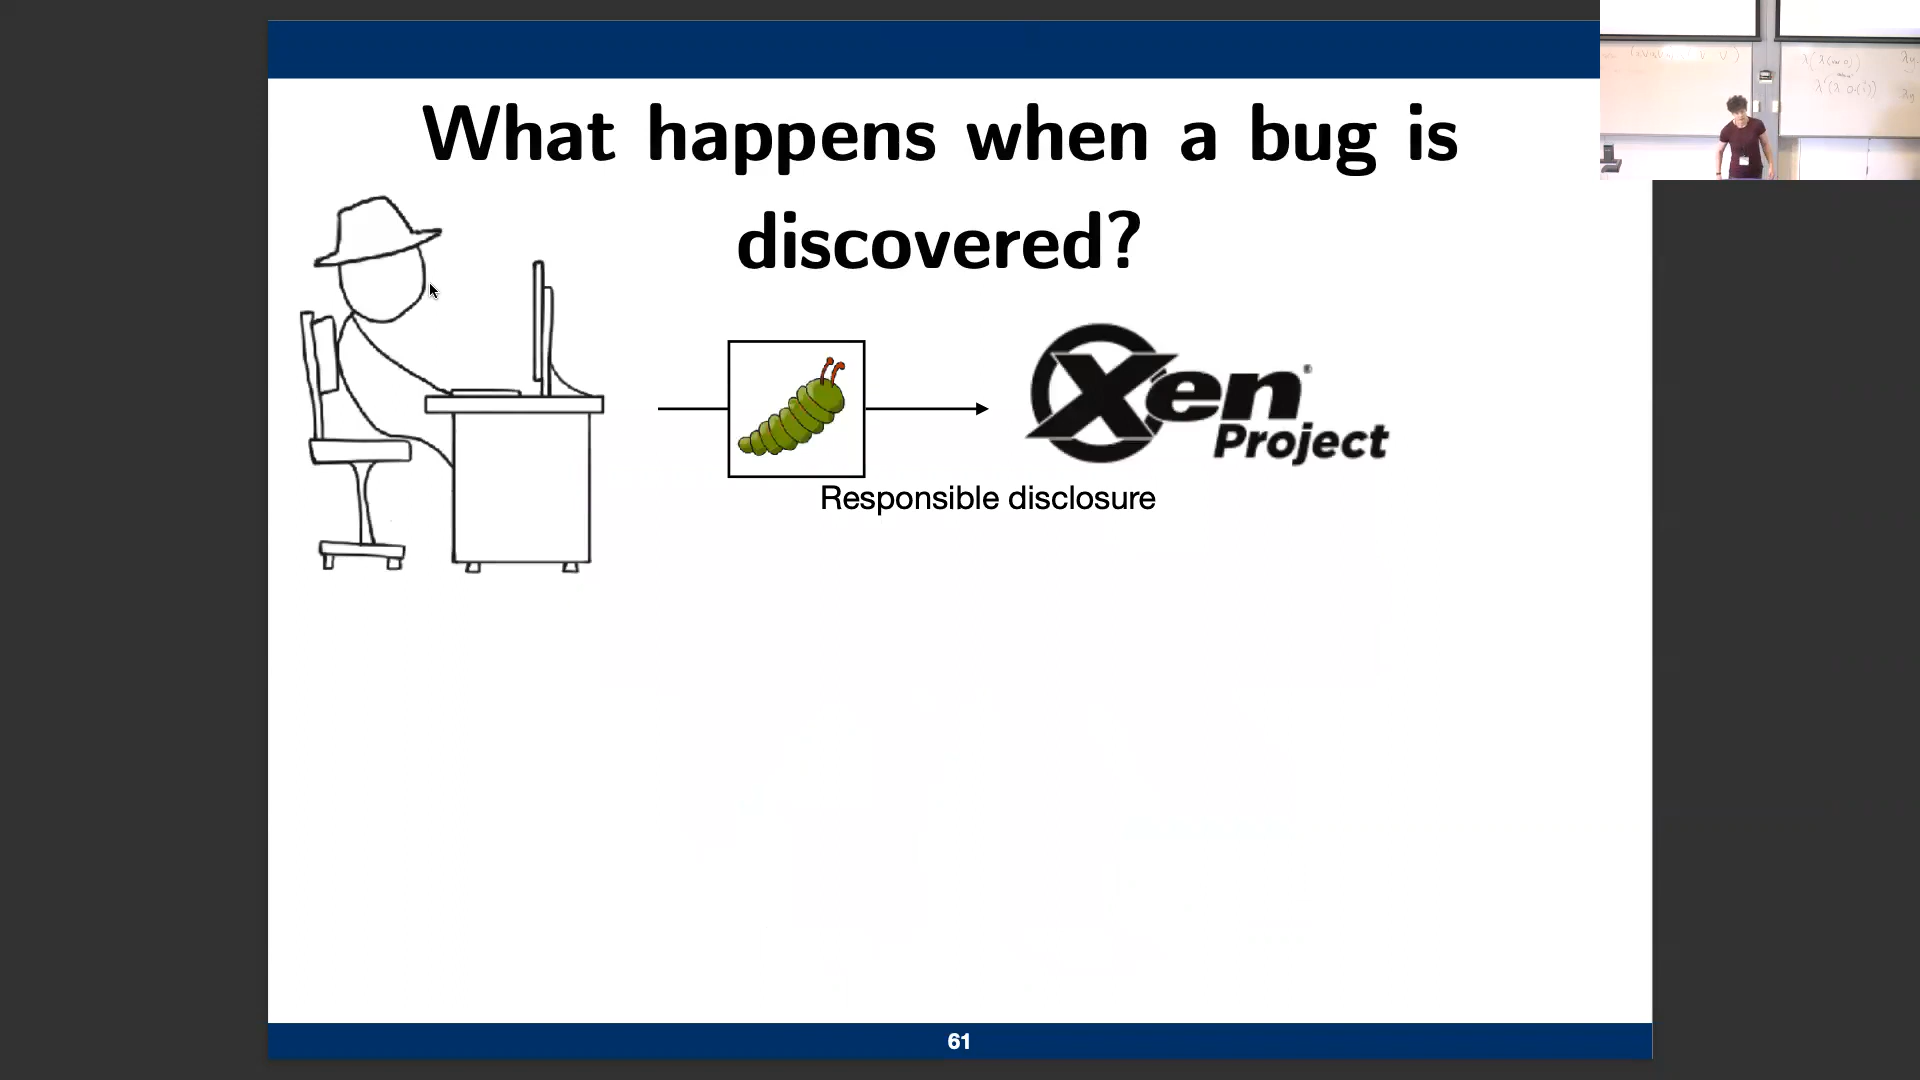 What happens when a bug is
discovered?
Xen®
Project
Responsible disclosure
61